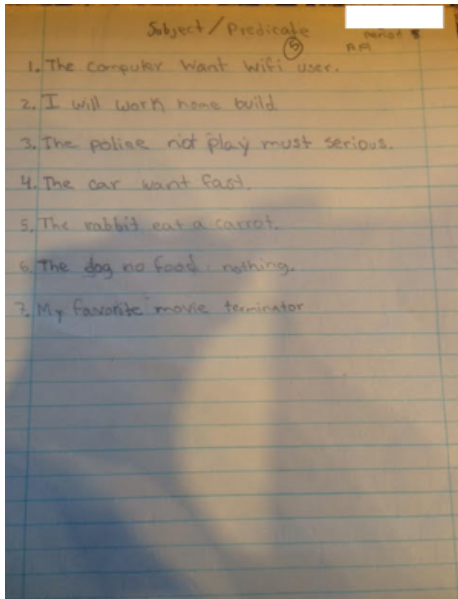 Subject/Predicate
period 8
5
1. The computer want wifi user.
2. I will work home build
3. The police not play must serious.
4. The car want fast.
5. The rabbit eat a carrot.
6. The dog no food nothing.
7. My favorite movie terminator